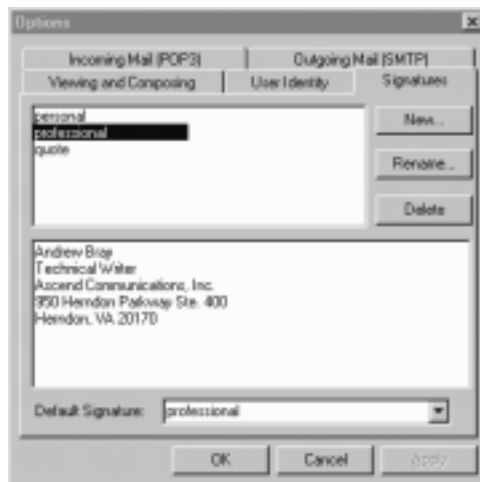 Options
Incoming Mail (POP3)
Outgoing Mail (SMTP)
Viewing and Composing
User Identity
Signatures
personal
professional
quote
New...
Rename...
Delete
Andrew Bray
Technical Writer
Ascend Communications, Inc.
950 Herndon Parkway Ste. 400
Herndon, VA 20170
Default Signature: professional
OK
Cancel
Apply